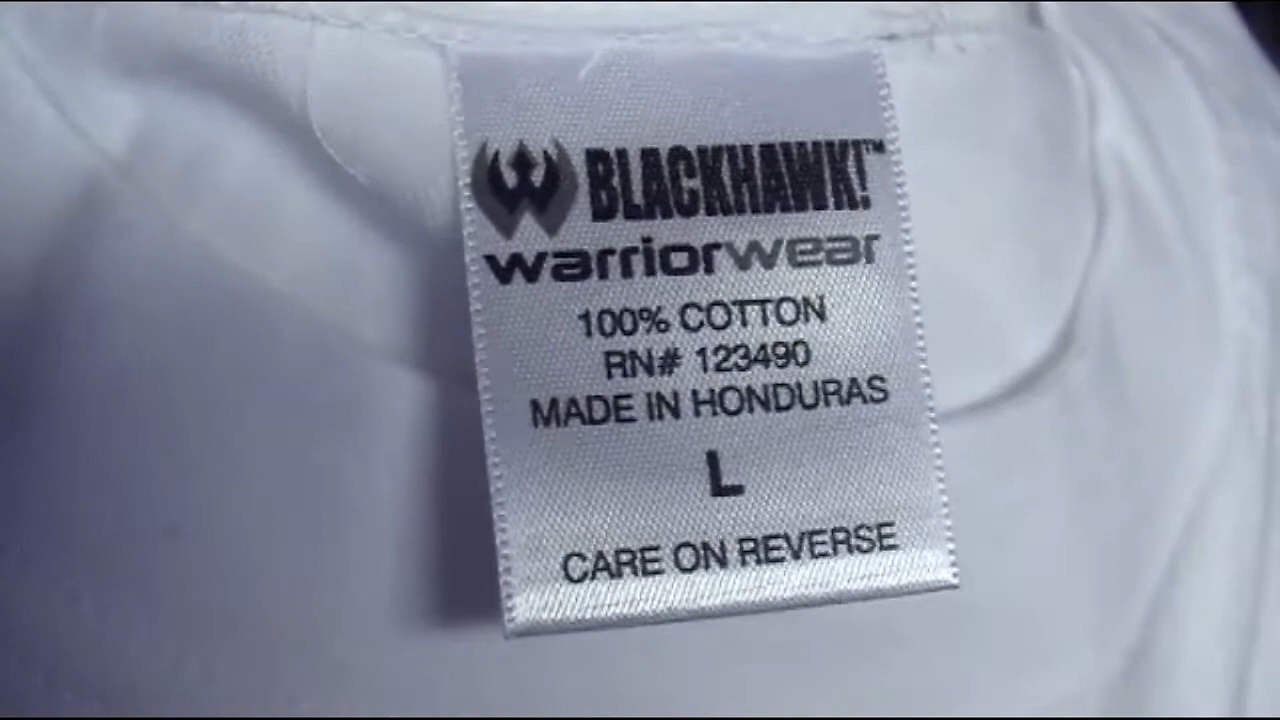 BLACKHAWK!™
warriorwear
100% COTTON
RN# 123490
MADE IN HONDURAS
L
CARE ON REVERSE